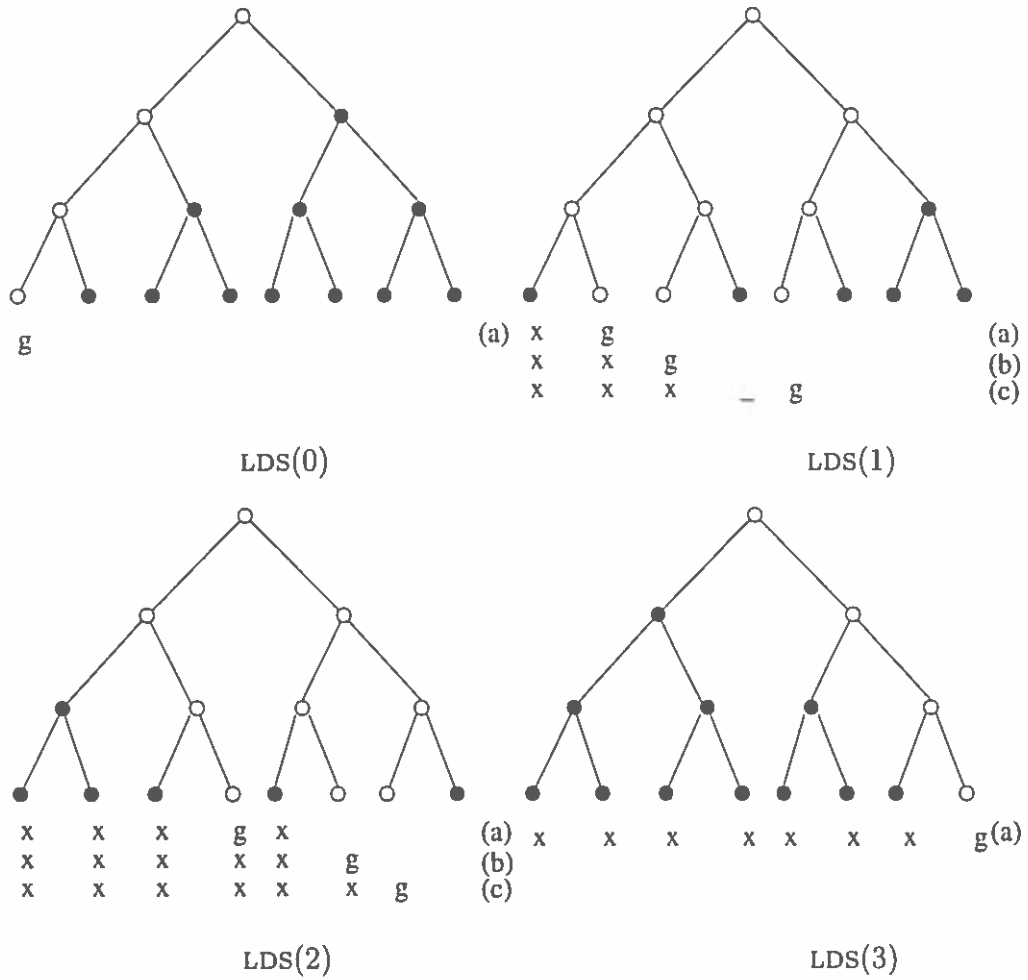 g (a)
x g (a)
x x g (b)
x x x _ g (c)
LDS(0)
LDS(1)
x x x g x (a)
x x x x x g (b)
x x x x x x g (c)
x x x x x x x g (a)
LDS(2)
LDS(3)